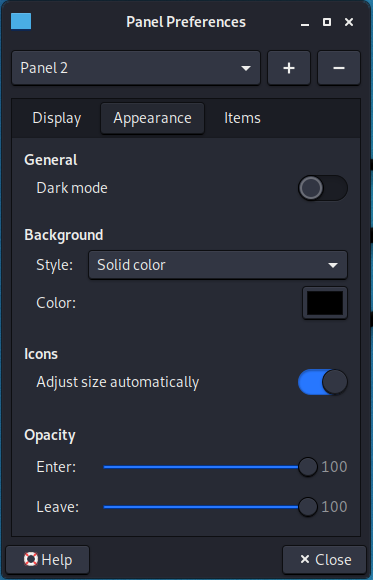 Panel Preferences
Panel 2
Display Appearance Items
General
Dark mode
Background
Style: Solid color
Color:
Icons
Adjust size automatically
Opacity
Enter: 100
Leave: 100
Help Close